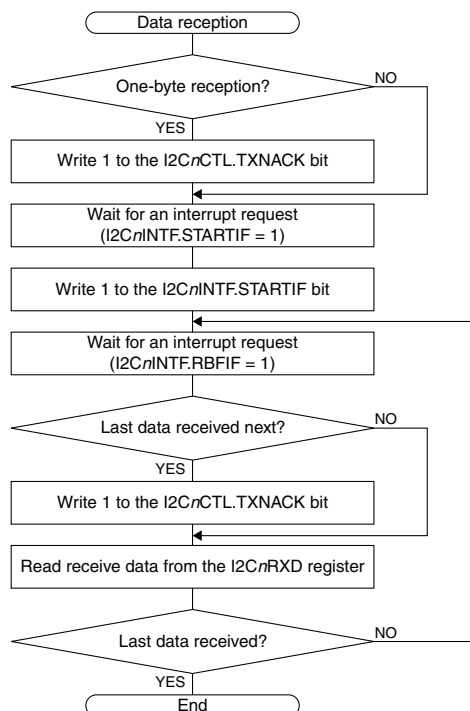 Data reception
One-byte reception?
NO
YES
Write 1 to the I2CnCTL.TXNACK bit
Wait for an interrupt request
(I2CnINTF.STARTIF = 1)
Write 1 to the I2CnINTF.STARTIF bit
Wait for an interrupt request
(I2CnINTF.RBFIF = 1)
Last data received next?
NO
YES
Write 1 to the I2CnCTL.TXNACK bit
Read receive data from the I2CnRXD register
Last data received?
NO
YES
End